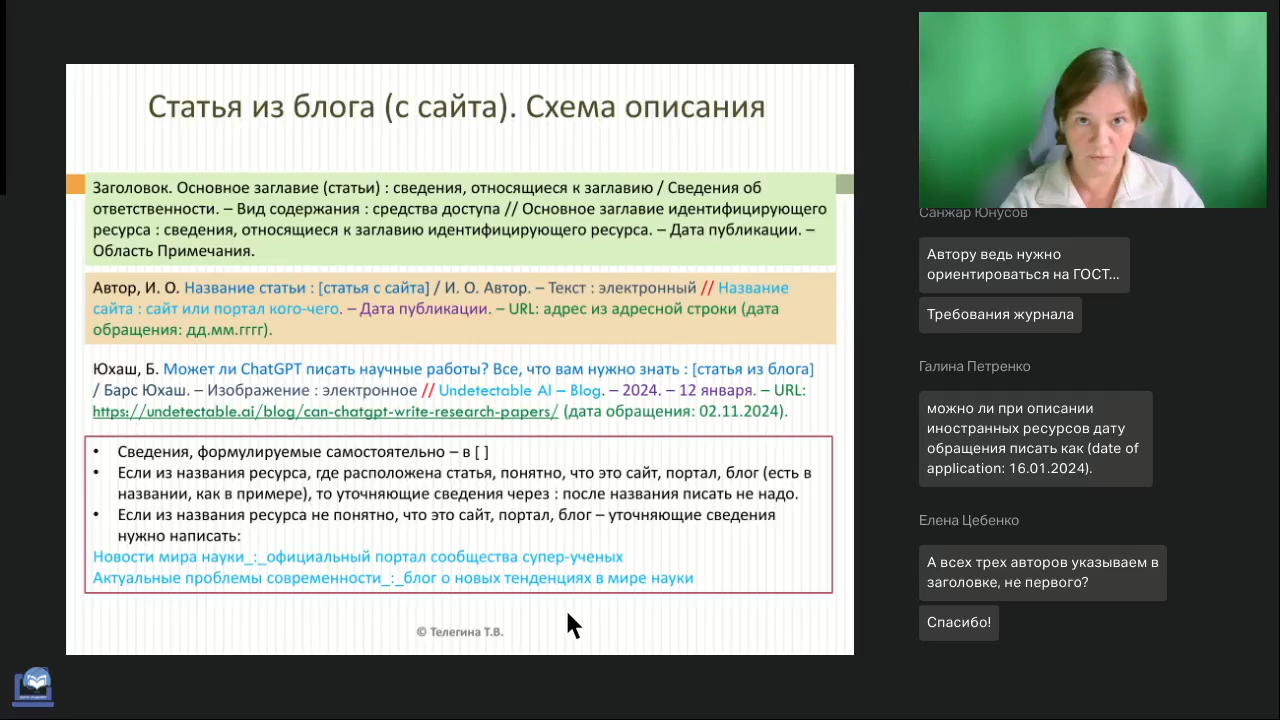 Статья из блога (с сайта). Схема описания
Заголовок. Основное заглавие (статьи) : сведения, относящиеся к заглавию / Сведения об
ответственности. – Вид содержания : средства доступа // Основное заглавие идентифицирующего
ресурса : сведения, относящиеся к заглавию идентифицирующего ресурса. – Дата публикации. –
Область Примечания.
Автор, И. О. Название статьи : [статья с сайта] / И. О. Автор. – Текст : электронный // Название
сайта : сайт или портал кого-чего. – Дата публикации. – URL: адрес из адресной строки (дата
обращения: дд.мм.гггг).
Юхаш, Б. Может ли ChatGPT писать научные работы? Все, что вам нужно знать : [статья из блога]
/ Барс Юхаш. – Изображение : электронное // Undetectable AI – Blog. – 2024. – 12 января. – URL:
https://undetectable.ai/blog/can-chatgpt-write-research-papers/ (дата обращения: 02.11.2024).
• Сведения, формулируемые самостоятельно – в [ ]
• Если из названия ресурса, где расположена статья, понятно, что это сайт, портал, блог (есть в
названии, как в примере), то уточняющие сведения через : после названия писать не надо.
• Если из названия ресурса не понятно, что это сайт, портал, блог – уточняющие сведения
нужно написать:
Новости мира науки_:_официальный портал сообщества супер-ученых
Актуальные проблемы современности_:_блог о новых тенденциях в мире науки
© Телегина Т.В.
Санжар Юнусов
Автору ведь нужно
ориентироваться на ГОСТ...
Требования журнала
Галина Петренко
можно ли при описании
иностранных ресурсов дату
обращения писать как (date of
application: 16.01.2024).
Елена Цебенко
А всех трех авторов указываем в
заголовке, не первого?
Спасибо!